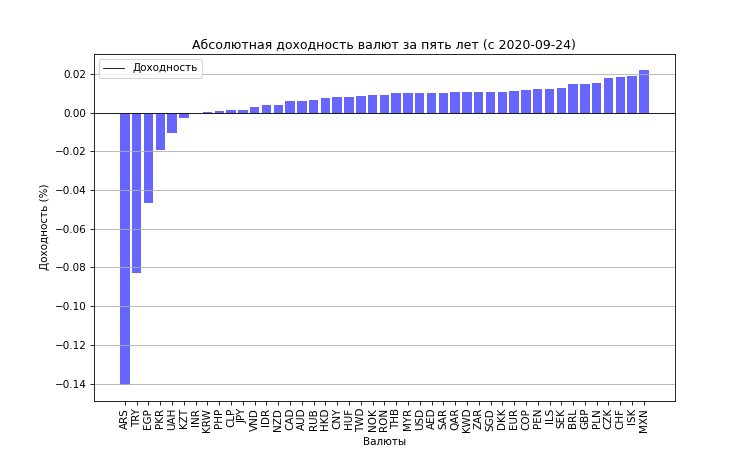 Абсолютная доходность валют за пять лет (с 2020-09-24)
Доходность
0.02
0.00
−0.02
−0.04
−0.06
−0.08
−0.10
−0.12
−0.14
Доходность (%)
ARS TRY EGP PKR UAH KZT INR KRW PHP CLP JPY VND IDR NZD CAD AUD RUB HKD CNY HUF TWD NOK RON THB MYR USD AED SAR QAR KWD ZAR SGD DKK EUR COP PEN ILS SEK BRL GBP PLN CZK CHF ISK MXN
Валюты